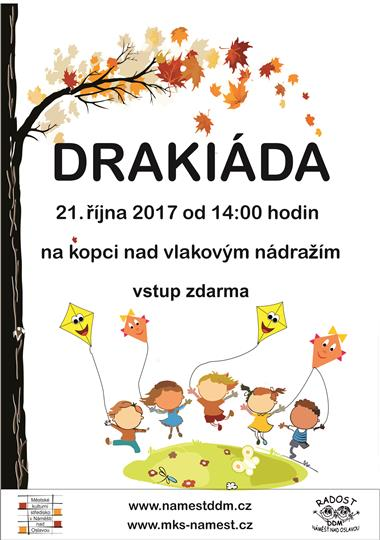 DRAKIÁDA
21. října 2017 od 14:00 hodin
na kopci nad vlakovým nádražím
vstup zdarma
Městské
kulturní
středisko
v Náměšti
nad
Oslavou
www.namestddm.cz
www.mks-namest.cz
RADOST
DDM
NÁMĚŠŤ NAD OSLAVOU